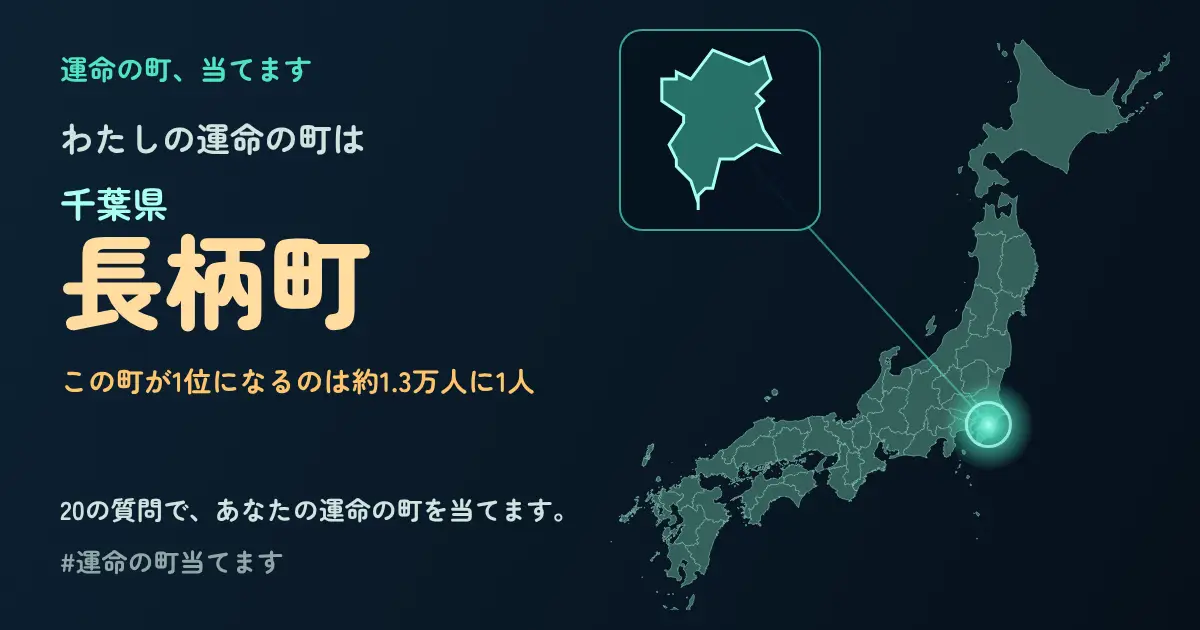 運命の町、当てます
わたしの運命の町は
千葉県
長柄町
この町が1位になるのは約1.3万人に1人
20の質問で、あなたの運命の町を当てます。
#運命の町当てます